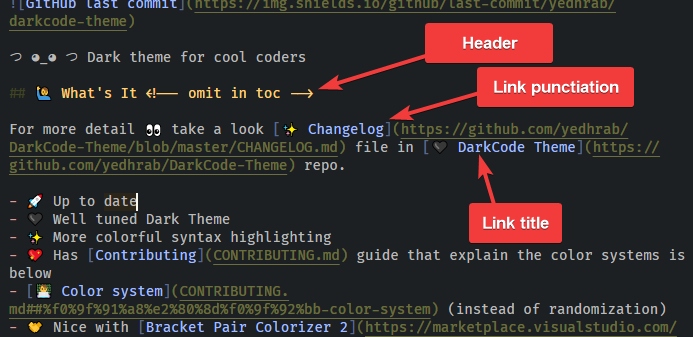 ![GitHub last commit](https://img.shields.io/github/last-commit/yedhrab/
darkcode-theme)
つ ◕_◕ つ Dark theme for cool coders
Header
## 🙋‍♂️ What's It <!-- omit in toc -->
Link punctiation
For more detail 👀 take a look [✨ Changelog](https://github.com/yedhrab/
DarkCode-Theme/blob/master/CHANGELOG.md) file in [🖤 DarkCode Theme](https://
github.com/yedhrab/DarkCode-Theme) repo.
- 🚀 Up to date
Link title
- 🖤 Well tuned Dark Theme
- ✨ More colorful syntax highlighting
- 💖 Has [Contributing](CONTRIBUTING.md) guide that explain the color systems is
below
- [👨‍💻 Color system](CONTRIBUTING.
md##%f0%9f%91%a8%e2%80%8d%f0%9f%92%bb-color-system) (instead of randomization)
- 🤝 Nice with [Bracket Pair Colorizer 2](https://marketplace.visualstudio.com/